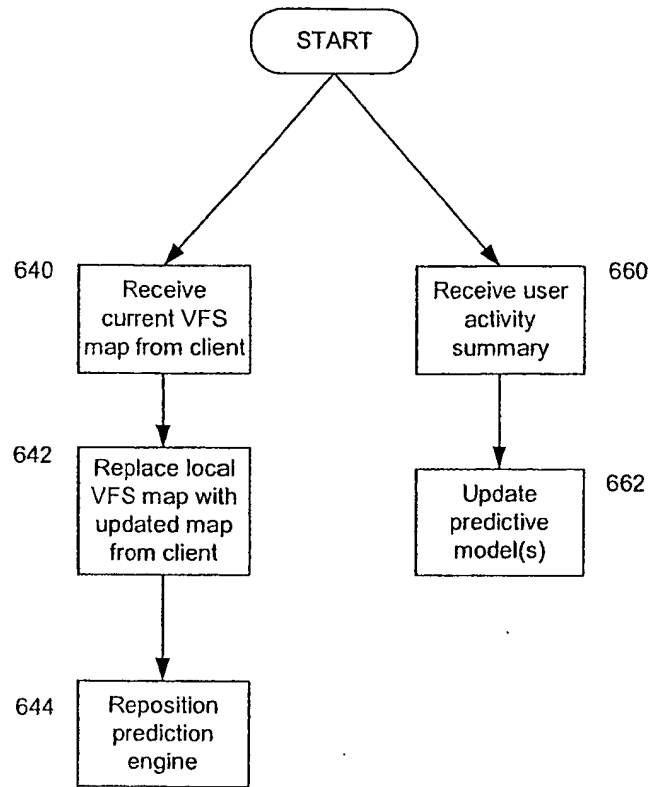 START
640
Receive
current VFS
map from client
660
Receive user
activity
summary
642
Replace local
VFS map with
updated map
from client
662
Update
predictive
model(s)
644
Reposition
prediction
engine